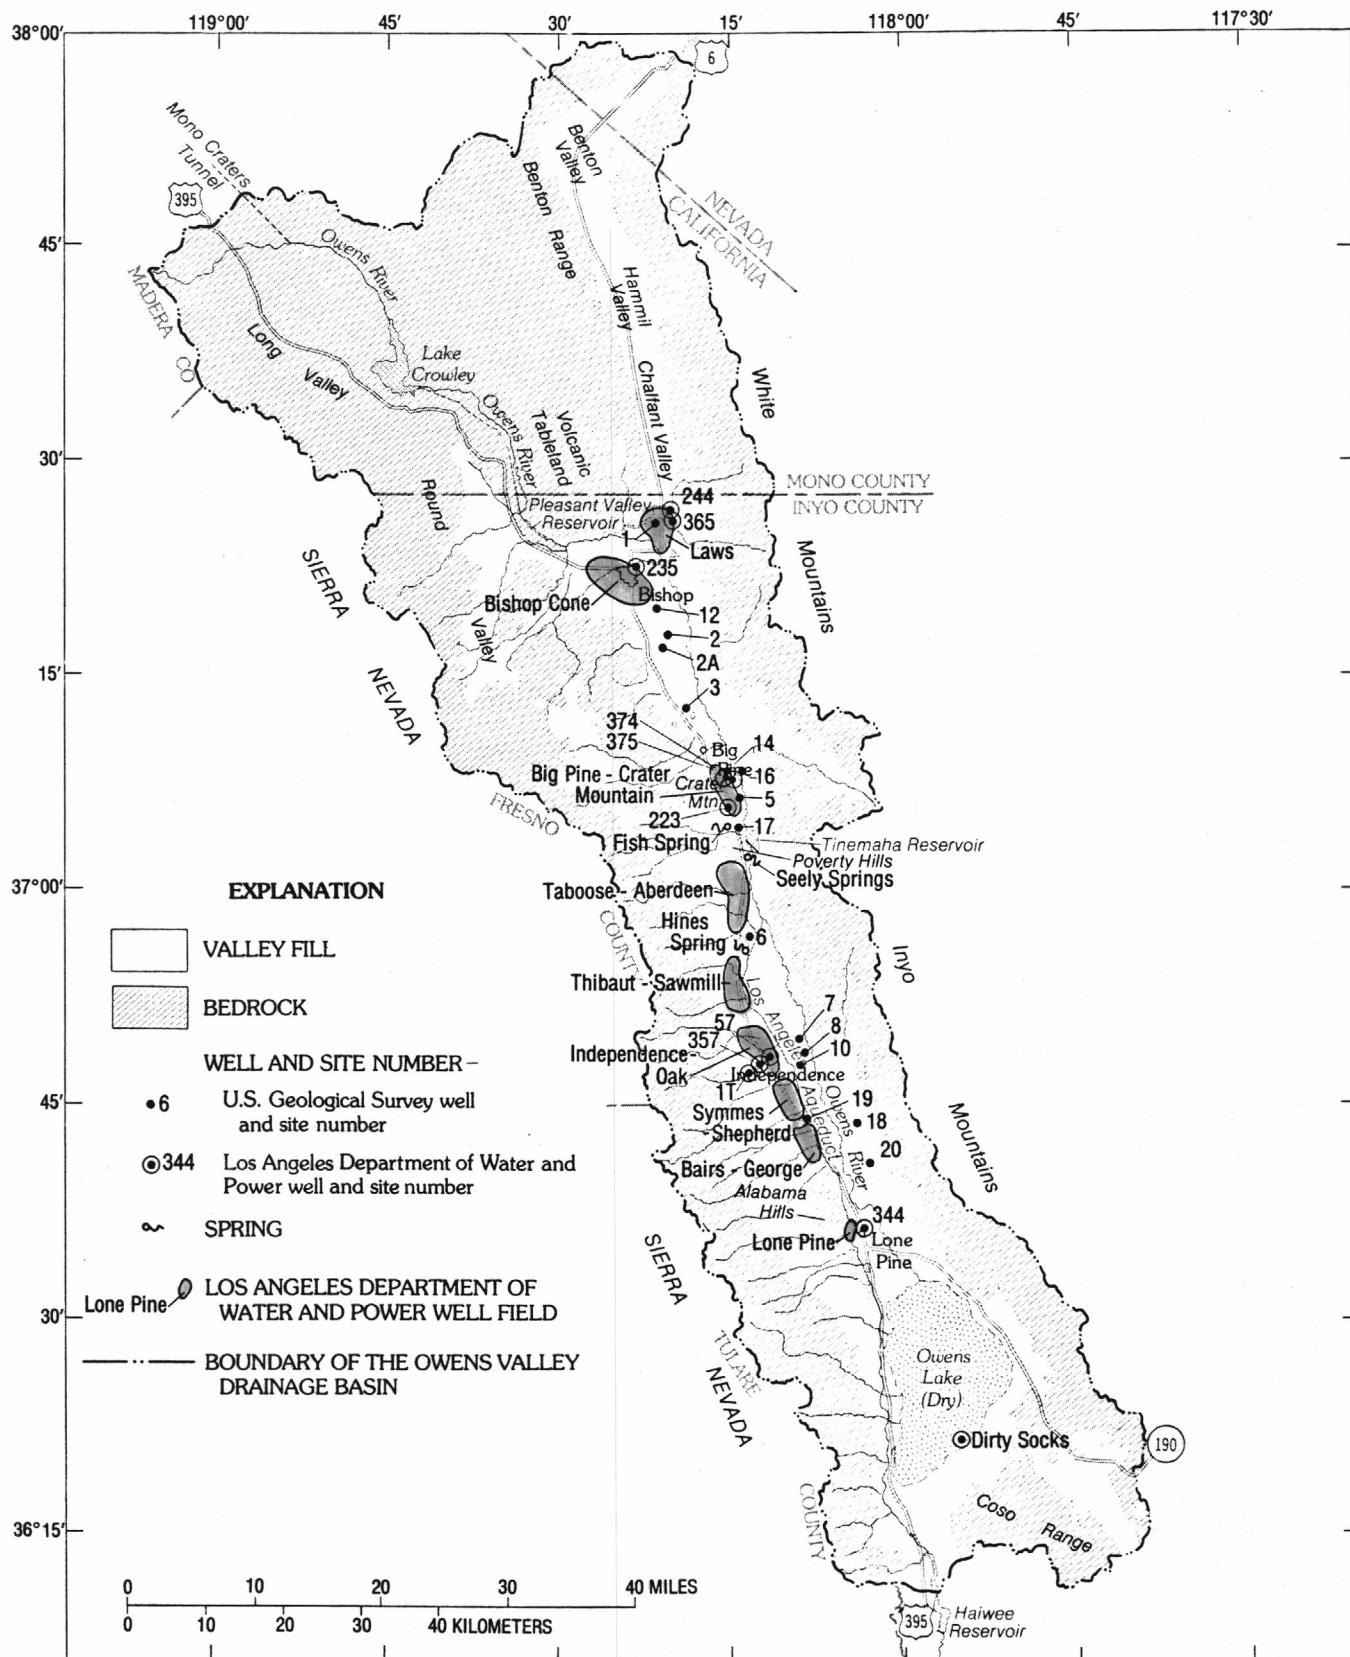 119°00'
45'
30'
15'
118°00'
45'
117°30'
38°00'
6
Mono Craters
Tunnel
Benton
Valley
Benton Range
395
NEVADA
CALIFORNIA
45'
Owens River
MADERA CO
Hammil
Valley
Long
Valley
Lake
Crowley
Chalfant Valley
White
Owens River
Volcanic
Tableland
30'
MONO COUNTY
INYO COUNTY
Round
Pleasant Valley
Reservoir
244
365
1
Laws
235
SIERRA
Mountains
Bishop
Bishop Cone
12
Valley
2
2A
15'
NEVADA
3
374
375
Big
Pine
14
Big Pine - Crater
Mountain
Crater
Mtn
16
5
FRESNO
223
17
Fish Spring
Tinemaha Reservoir
Poverty Hills
Seely Springs
37°00'
EXPLANATION
Taboose - Aberdeen
Hines
Spring
6
COUNTY
VALLEY FILL
Inyo
Thibaut - Sawmill
Los Angeles
BEDROCK
57
7
357
8
Independence-
Oak
10
WELL AND SITE NUMBER –
Independence
1T
45'
6
U.S. Geological Survey well
and site number
Symmes
- Shepherd
Aqueduct
Owens River
19
18
Mountains
20
344
Los Angeles Department of Water and
Power well and site number
Bairs - George
Alabama
Hills
SPRING
344
Lone Pine
Lone
Pine
SIERRA
Lone Pine
LOS ANGELES DEPARTMENT OF
WATER AND POWER WELL FIELD
30'
TULARE
BOUNDARY OF THE OWENS VALLEY
DRAINAGE BASIN
NEVADA
Owens
Lake
(Dry)
Dirty Socks
190
COUNTY
Coso Range
36°15'
0 10 20 30 40 MILES
0 10 20 30 40 KILOMETERS
395
Haiwee
Reservoir